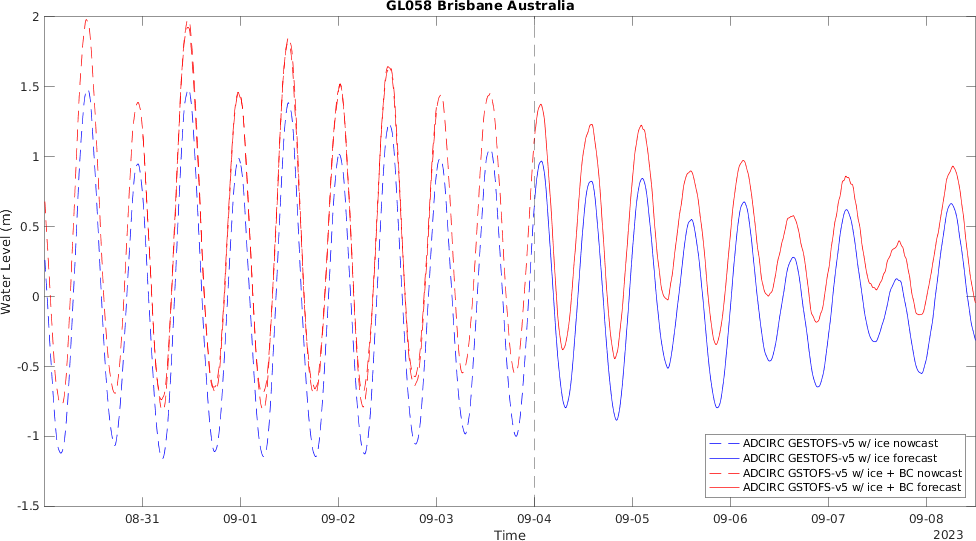 GL058 Brisbane Australia
2
1.5
1
0.5
0
-0.5
-1
-1.5
Water Level (m)
ADCIRC GESTOFS-v5 w/ ice nowcast
ADCIRC GESTOFS-v5 w/ ice forecast
ADCIRC GSTOFS-v5 w/ ice + BC nowcast
ADCIRC GSTOFS-v5 w/ ice + BC forecast
08-31 09-01 09-02 09-03 09-04 09-05 09-06 09-07 09-08
Time
2023